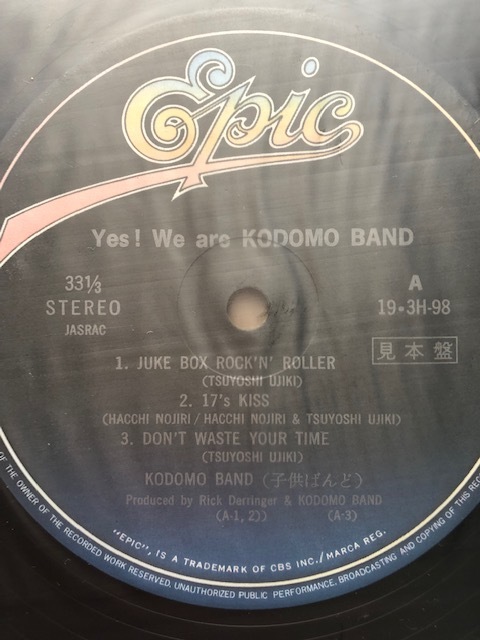 Epic
Yes! We are KODOMO BAND
33⅓
STEREO
JASRAC
A
19・3H-98
見本盤
1. JUKE BOX ROCK'N' ROLLER
(TSUYOSHI UJIKI)
2. 17's KISS
(HACCHI NOJIRI/HACCHI NOJIRI & TSUYOSHI UJIKI)
3. DON'T WASTE YOUR TIME
(TSUYOSHI UJIKI)
KODOMO BAND (子供ばんど)
Produced by Rick Derringer & KODOMO BAND
(A-1, 2)) (A-3)
"EPIC", IS A TRADEMARK OF CBS INC./MARCA REG.
OF THE OWNER OF THE RECORDED WORK RESERVED. UNAUTHORIZED PUBLIC PERFORMANCE, BROADCASTING AND COPYING OF THIS